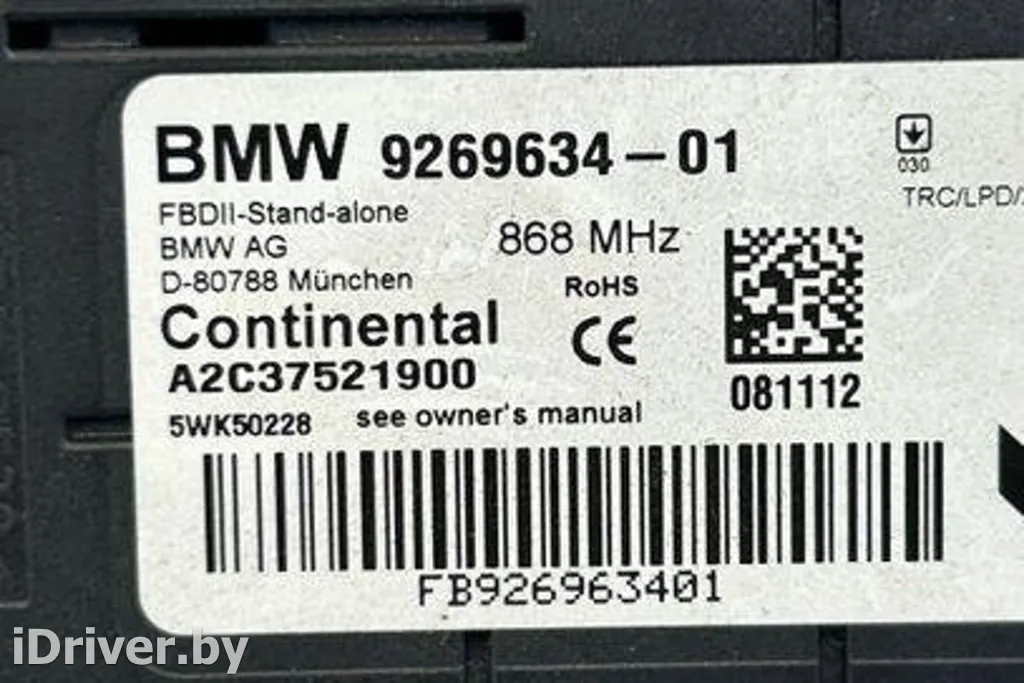 BMW 9269634-01
030
TRC/LPD/
FBDII-Stand-alone
BMW AG
868 MHz
D-80788 München
RoHS
Continental
CE
A2C37521900
081112
5WK50228 see owner's manual
FB926963401
iDriver.by